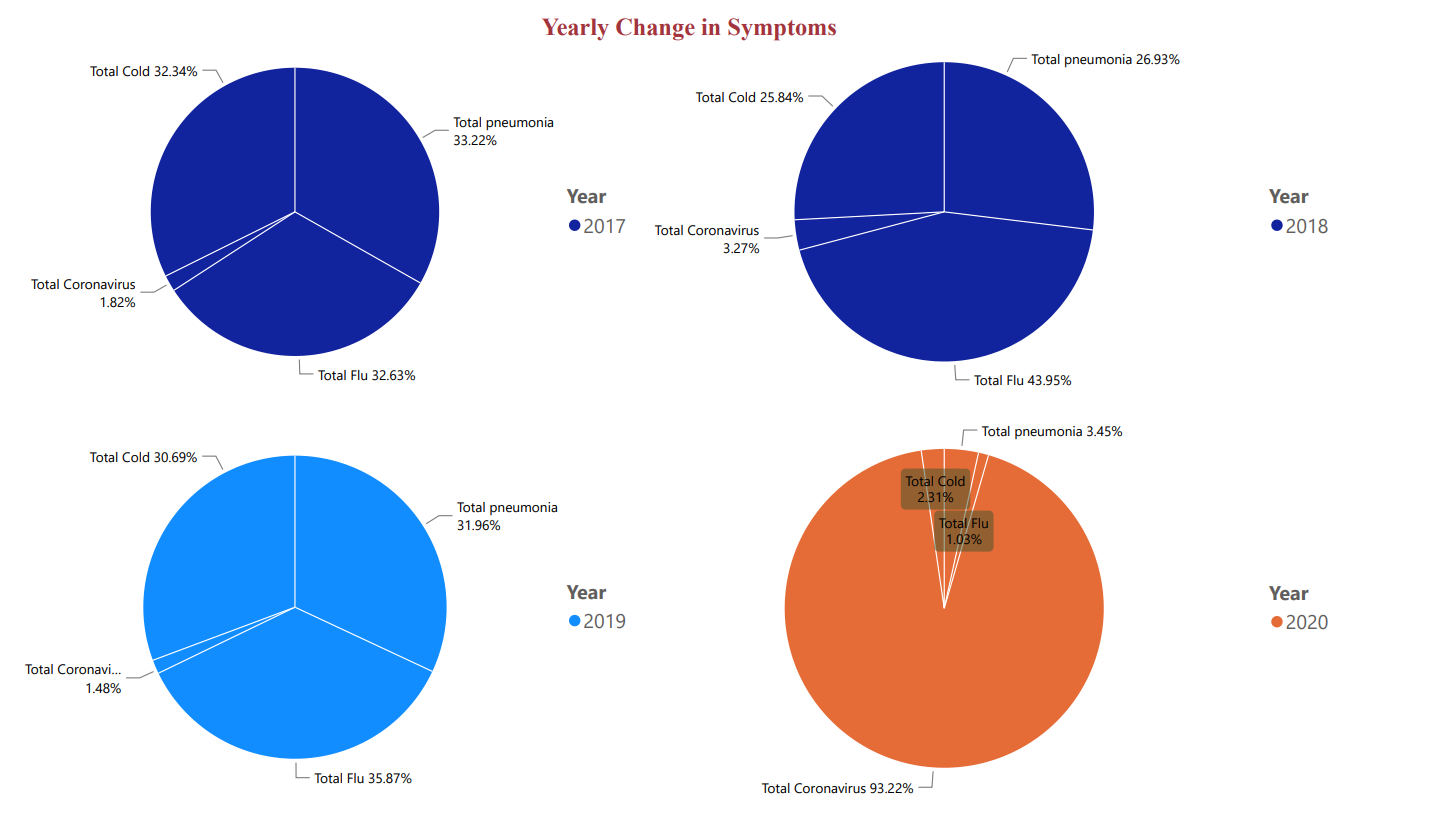 Yearly Change in Symptoms
Total Cold 32.34%
Total pneumonia
33.22%
Total Coronavirus
1.82%
Total Flu 32.63%
Year
2017
Total pneumonia 26.93%
Total Cold 25.84%
Total Coronavirus
3.27%
Total Flu 43.95%
Year
2018
Total Cold 30.69%
Total pneumonia
31.96%
Total Coronavi...
1.48%
Total Flu 35.87%
Year
2019
Total pneumonia 3.45%
Total Cold
2.31%
Total Flu
1.03%
Total Coronavirus 93.22%
Year
2020